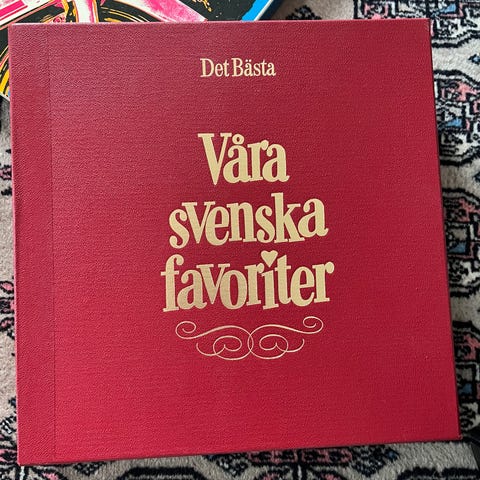 Det Bästa
Våra
svenska
favoriter